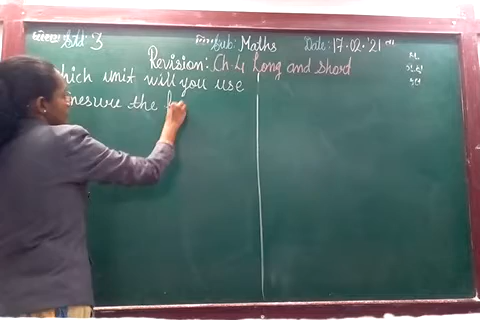 Std: 3
Sub: Maths
Date: 17.02.'21
Revision: Ch 4 Long and Short
hich unit will you use
mesure the